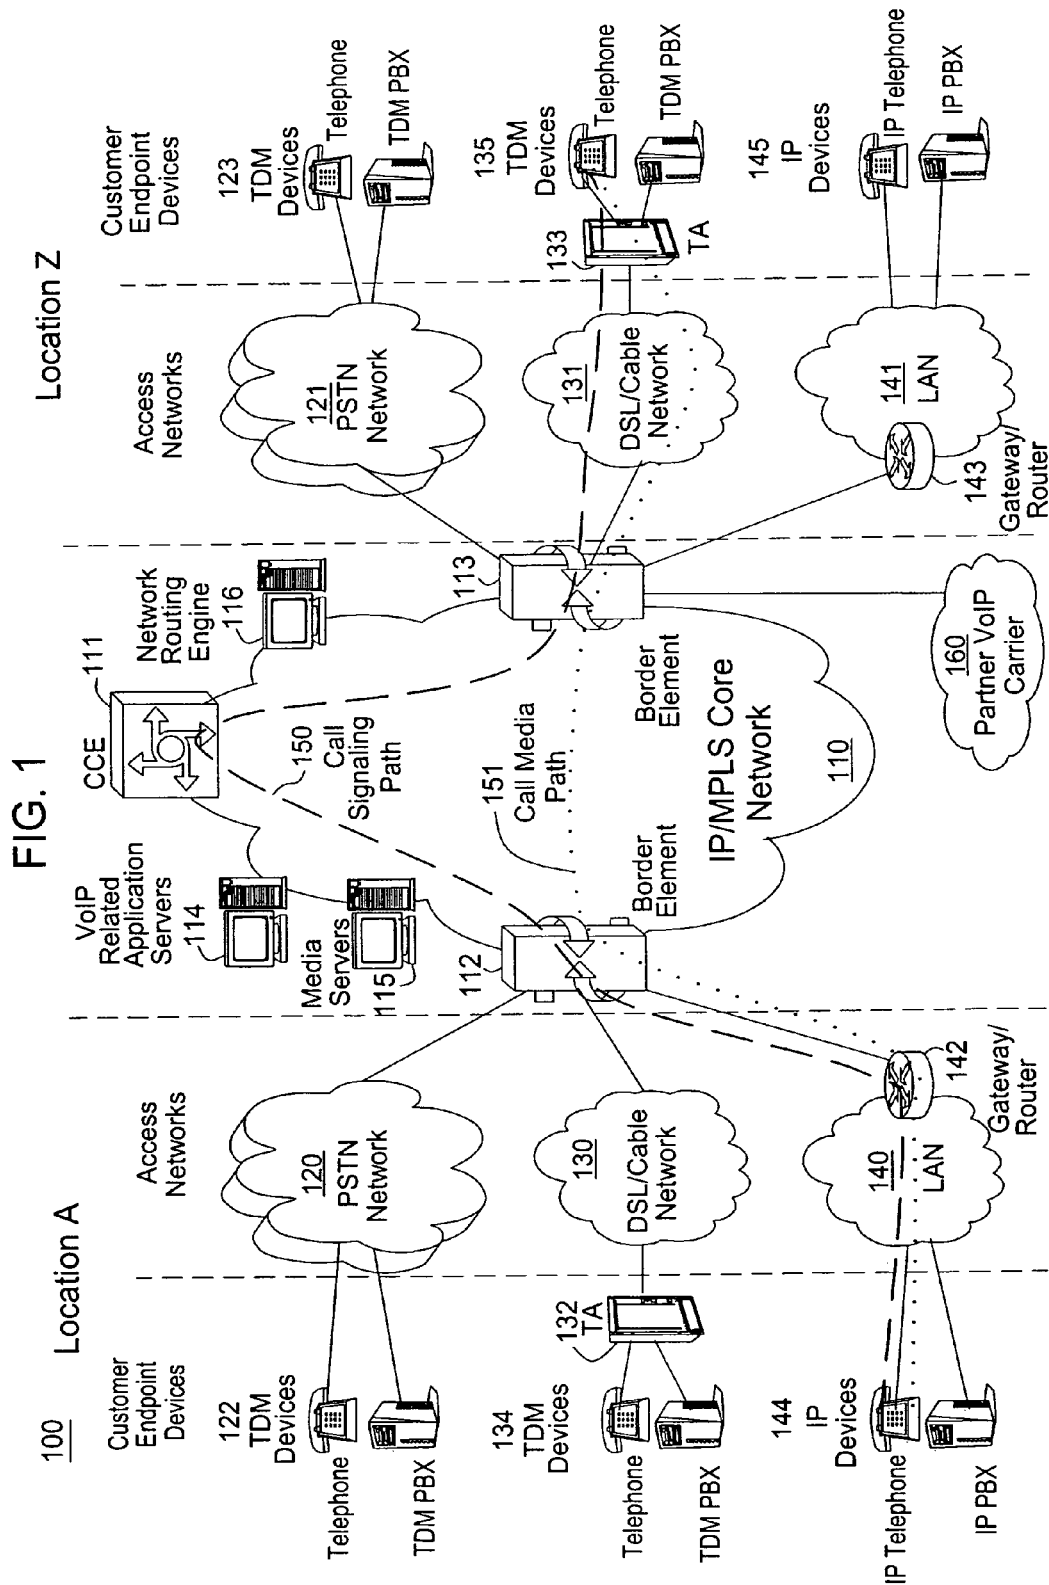 FIG. 1
100
Location A
Location Z
Customer
Endpoint
Devices
Access
Networks
VoIP
Related
Application
Servers
114
CCE
111
Network
Routing
Engine
116
Access
Networks
Customer
Endpoint
Devices
122
TDM
Devices
Telephone
TDM PBX
120
PSTN
Network
Media
Servers
115
112
150
Call
Signaling
Path
113
121
PSTN
Network
123
TDM
Devices
Telephone
TDM PBX
134
TDM
Devices
Telephone
TDM PBX
132
TA
130
DSL/Cable
Network
151
Call Media
Path
Border
Element
Border
Element
131
DSL/Cable
Network
133
TA
135
TDM
Devices
Telephone
TDM PBX
IP/MPLS Core
Network
110
144
IP
Devices
IP Telephone
IP PBX
140
LAN
142
Gateway/
Router
160
Partner VoIP
Carrier
143
Gateway/
Router
141
LAN
145
IP
Devices
IP Telephone
IP PBX